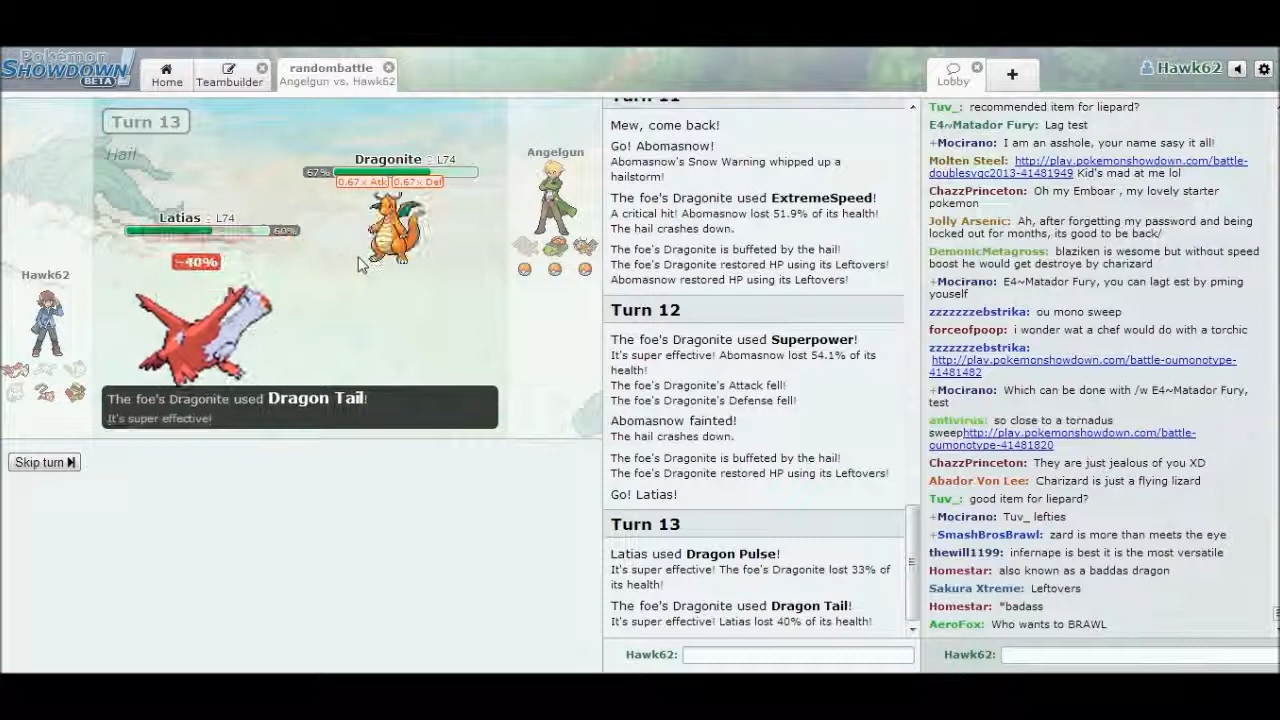 Pokémon
SHOWDOWN
BETA
Home
Teambuilder
randombattle
Angelgun vs. Hawk62
Lobby
+
Hawk62
Turn 13
Hail
Dragonite L74
67%
0.67× Atk 0.67× Def
Angelgun
Latias L74
60%
−40%
Hawk62
The foe's Dragonite used Dragon Tail!
It's super effective!
Skip turn
Turn 11
Mew, come back!
Go! Abomasnow!
Abomasnow's Snow Warning whipped up a
hailstorm!
The foe's Dragonite used ExtremeSpeed!
A critical hit! Abomasnow lost 51.9% of its health!
The hail crashes down.
The foe's Dragonite is buffeted by the hail!
The foe's Dragonite restored HP using its Leftovers!
Abomasnow restored HP using its Leftovers!
Turn 12
The foe's Dragonite used Superpower!
It's super effective! Abomasnow lost 54.1% of its
health!
The foe's Dragonite's Attack fell!
The foe's Dragonite's Defense fell!
Abomasnow fainted!
The hail crashes down.
The foe's Dragonite is buffeted by the hail!
The foe's Dragonite restored HP using its Leftovers!
Go! Latias!
Turn 13
Latias used Dragon Pulse!
It's super effective! The foe's Dragonite lost 33% of
its health!
The foe's Dragonite used Dragon Tail!
It's super effective! Latias lost 40% of its health!
Hawk62:
Tuv_: recommended item for liepard?
E4~Matador Fury: Lag test
+Mocirano: I am an asshole, your name sasy it all!
Molten Steel: http://play.pokemonshowdown.com/battle-
doublesvgc2013-41481949 Kid's mad at me lol
ChazzPrinceton: Oh my Emboar , my lovely starter
pokemon
Jolly Arsenic: Ah, after forgetting my password and being
locked out for months, its good to be back/
DemonicMetagross: blaziken is wesome but without speed
boost he would get destroye by charizard
+Mocirano: E4~Matador Fury, you can lagt est by pming
youself
zzzzzzzebstrika: ou mono sweep
forceofpoop: i wonder wat a chef would do with a torchic
zzzzzzzebstrika:
http://play.pokemonshowdown.com/battle-oumonotype-
41481482
+Mocirano: Which can be done with /w E4~Matador Fury,
test
antivirus: so close to a tornadus
sweephttp://play.pokemonshowdown.com/battle-
oumonotype-41481820
ChazzPrinceton: They are just jealous of you XD
Abador Von Lee: Charizard is just a flying lizard
Tuv_: good item for liepard?
+Mocirano: Tuv_ lefties
+SmashBrosBrawl: zard is more than meets the eye
thewill1199: infernape is best it is the most versatile
Homestar: also known as a baddas dragon
Sakura Xtreme: Leftovers
Homestar: *badass
AeroFox: Who wants to BRAWL
Hawk62: